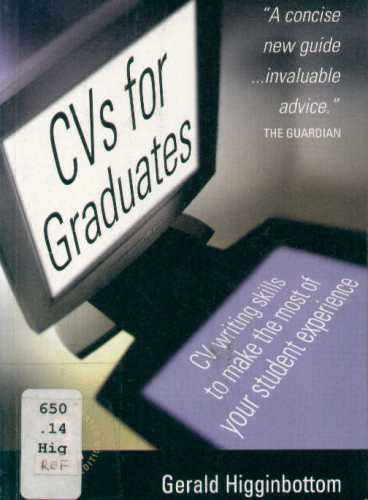 "A concise
new guide
...invaluable
advice."
THE GUARDIAN
CVs for
Graduates
CV writing skills
to make the most of
your student experience
650
.14
Hig
REF
Gerald Higginbottom